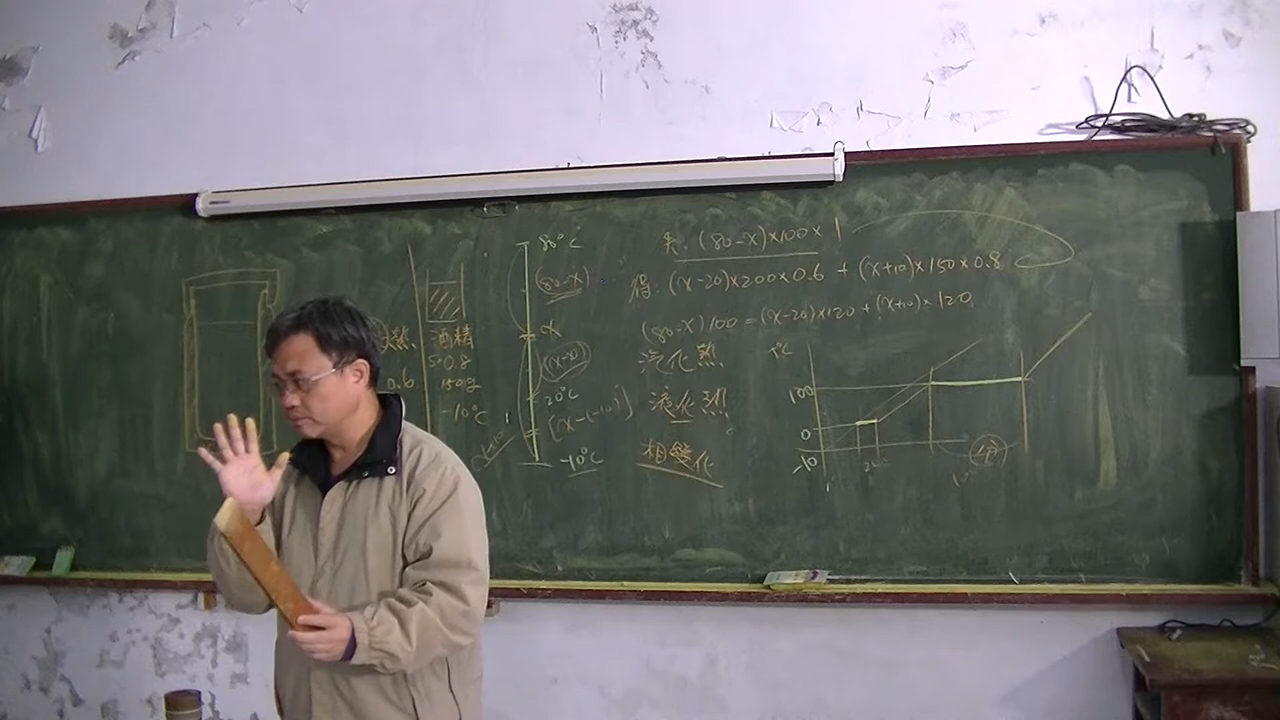 失:(80-x)×100×1
得:(x-20)×200×0.6 + (x+10)×150×0.8
(80-x)100=(x-20)×120+(x+10)×120
80°C
(80-x)
x
(x-20)
20°C
[x-(-10)]
-10°C
酒精
S=0.8
150g
-10°C
0.6
x+10
汽化熱
液化熱
相變化
T°C
100
0
-10